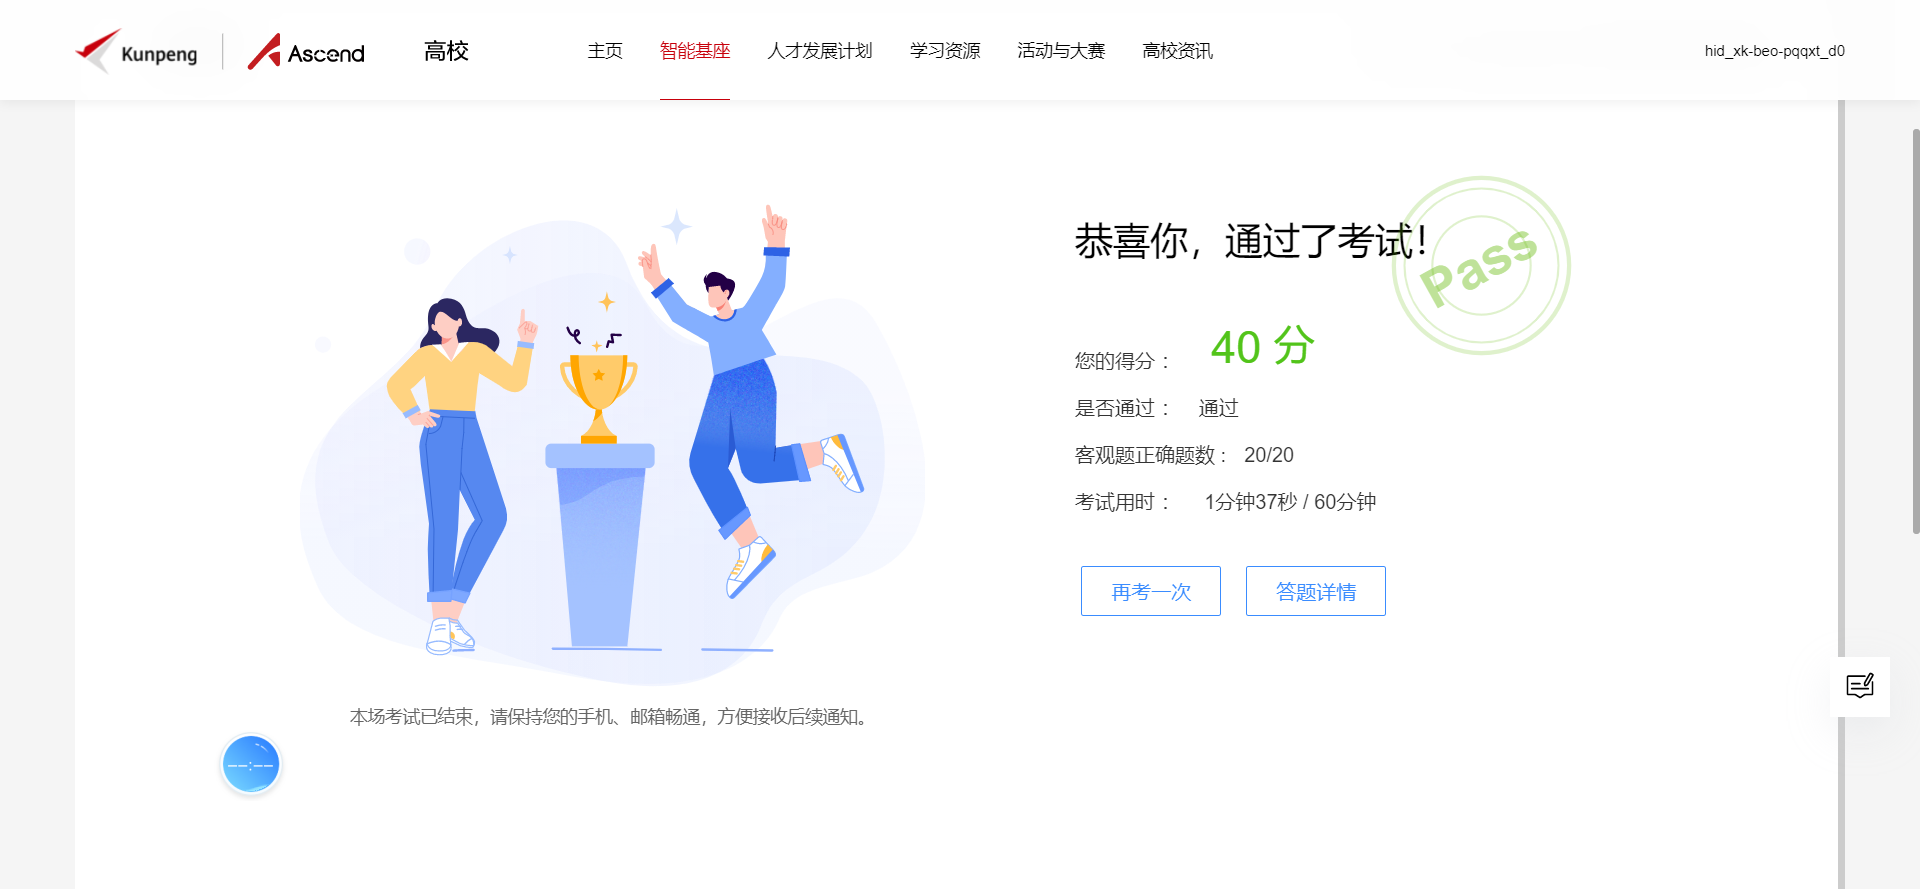 Kunpeng Ascend 高校 主页 智能基座 人才发展计划 学习资源 活动与大赛 高校资讯 hid_xk-beo-pqqxt_d0
恭喜你，通过了考试！
Pass
您的得分： 40 分
是否通过： 通过
客观题正确题数： 20/20
考试用时： 1分钟37秒 / 60分钟
再考一次 答题详情
本场考试已结束，请保持您的手机、邮箱畅通，方便接收后续通知。
--:--